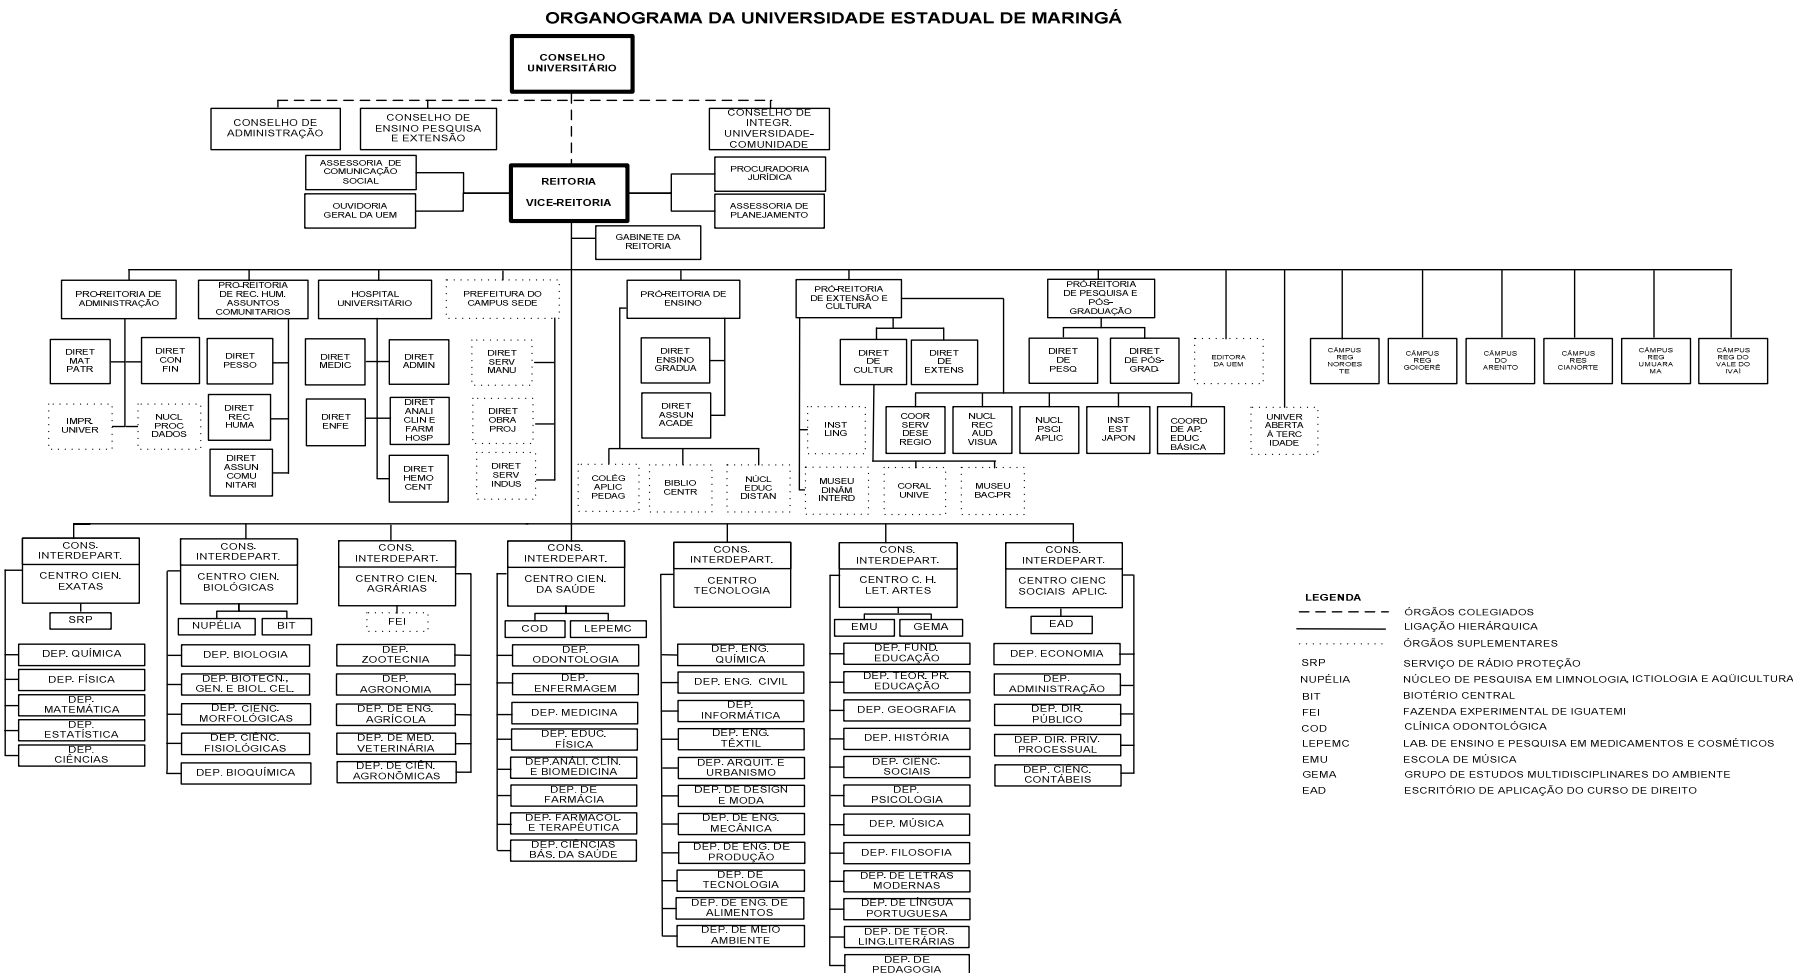 ORGANOGRAMA DA UNIVERSIDADE ESTADUAL DE MARINGÁ
CONSELHO
UNIVERSITÁRIO
CONSELHO DE
ADMINISTRAÇÃO
CONSELHO DE
ENSINO PESQUISA
E EXTENSÃO
CONSELHO DE
INTEGR.
UNIVERSIDADE-
COMUNIDADE
ASSESSORIA DE
COMUNICAÇÃO
SOCIAL
OUVIDORIA
GERAL DA UEM
REITORIA
VICE-REITORIA
PROCURADORIA
JURÍDICA
ASSESSORIA DE
PLANEJAMENTO
GABINETE DA
REITORIA
PRÓ-REITORIA DE
ADMINISTRAÇÃO
PRÓ-REITORIA
DE REC. HUM.
ASSUNTOS
COMUNITARIOS
HOSPITAL
UNIVERSITÁRIO
PREFEITURA DO
CAMPUS SEDE
PRÓ-REITORIA DE
ENSINO
PRÓ-REITORIA
DE EXTENSÃO E
CULTURA
PRÓ-REITORIA
DE PESQUISA E
PÓS-
GRADUAÇÃO
DIRET
MAT
PATR
DIRET
CON
FIN
DIRET
PESSO
DIRET
MEDIC
DIRET
ADMIN
DIRET
SERV
MANU
DIRET
ENSINO
GRADUA
DIRET
DE
CULTUR
DIRET
DE
EXTENS
DIRET
DE
PESQ
DIRET
DE PÓS-
GRAD.
EDITORA
DA UEM
CÂMPUS
REG
NOROES
TE
CÂMPUS
REG
GOIOERÊ
CÂMPUS
DO
ARENITO
CÂMPUS
RES
CIANORTE
CÂMPUS
REG
UMUARA
MA
CÂMPUS
REG DO
VALE DO
IVAÍ
IMPR.
UNIVER
NUCL
PROC
DADOS
DIRET
REC
HUMA
DIRET
ENFE
DIRET
ANALI
CLIN E
FARM
HOSP
DIRET
OBRA
PROJ
DIRET
ASSUN
ACADE
INST
LING
COOR
SERV
DESE
REGIO
NUCL
REC
AUD
VISUA
NUCL
PSCI
APLIC
INST
EST
JAPON
COORD
DE AP.
EDUC
BÁSICA
UNIVER
ABERTA
Á TERC
IDADE
DIRET
ASSUN
COMU
NITARI
DIRET
HEMO
CENT
DIRET
SERV
INDUS
COLÉG
APLIC
PEDAG
BIBLIO
CENTR
NÚCL
EDUC
DISTAN
MUSEU
DINÂM
INTERD
CORAL
UNIVE
MUSEU
BAC-PR
CONS.
INTERDEPART.
CENTRO CIEN.
EXATAS
SRP
DEP. QUÍMICA
DEP. FÍSICA
DEP.
MATEMÁTICA
DEP.
ESTATÍSTICA
DEP.
CIÊNCIAS
CONS.
INTERDEPART.
CENTRO CIEN.
BIOLÓGICAS
NUPÉLIA
BIT
DEP. BIOLOGIA
DEP. BIOTECN.,
GEN. E BIOL. CEL.
DEP. CIENC.
MORFOLÓGICAS
DEP. CIÊNC.
FISIOLÓGICAS
DEP. BIOQUÍMICA
CONS.
INTERDEPART.
CENTRO CIEN.
AGRÁRIAS
FEI
DEP.
ZOOTECNIA
DEP.
AGRONOMIA
DEP. DE ENG.
AGRÍCOLA
DEP. DE MED.
VETERINÁRIA
DEP. DE CIÊN.
AGRONÔMICAS
CONS.
INTERDEPART.
CENTRO CIEN.
DA SAÚDE
COD
LEPEMC
DEP.
ODONTOLOGIA
DEP.
ENFERMAGEM
DEP. MEDICINA
DEP. EDUC.
FÍSICA
DEP.ANÁLI. CLIN.
E BIOMEDICINA
DEP. DE
FARMÁCIA
DEP. FARMACOL.
E TERAPÊUTICA
DEP. CIÊNCIAS
BÁS. DA SAÚDE
CONS.
INTERDEPART.
CENTRO
TECNOLOGIA
DEP. ENG.
QUÍMICA
DEP. ENG. CIVIL
DEP.
INFORMÁTICA
DEP. ENG.
TÊXTIL
DEP. ARQUIT. E
URBANISMO
DEP. DE DESIGN
E MODA
DEP. DE ENG.
MECÂNICA
DEP. DE ENG. DE
PRODUÇÃO
DEP. DE
TECNOLOGIA
DEP. DE ENG. DE
ALIMENTOS
DEP. DE MEIO
AMBIENTE
CONS.
INTERDEPART.
CENTRO C. H.
LET. ARTES
EMU
GEMA
DEP. FUND.
EDUCAÇÃO
DEP. TEOR. PR.
EDUCAÇÃO
DEP. GEOGRAFIA
DEP. HISTÓRIA
DEP. CIENC.
SOCIAIS
DEP.
PSICOLOGIA
DEP. MÚSICA
DEP. FILOSOFIA
DEP. DE LETRAS
MODERNAS
DEP. DE LÍNGUA
PORTUGUESA
DEP. DE TEOR.
LING.LITERÁRIAS
DEP. DE
PEDAGOGIA
CONS.
INTERDEPART.
CENTRO CIENC
SOCIAIS APLIC.
EAD
DEP. ECONOMIA
DEP.
ADMINISTRAÇÃO
DEP. DIR.
PÚBLICO
DEP. DIR. PRIV.
PROCESSUAL
DEP. CIÊNC.
CONTÁBEIS
LEGENDA
ÓRGÃOS COLEGIADOS
LIGAÇÃO HIERÁRQUICA
ÓRGÃOS SUPLEMENTARES
SRP SERVIÇO DE RÁDIO PROTEÇÃO
NUPÉLIA NÚCLEO DE PESQUISA EM LIMNOLOGIA, ICTIOLOGIA E AQÜICULTURA
BIT BIOTÉRIO CENTRAL
FEI FAZENDA EXPERIMENTAL DE IGUATEMI
COD CLÍNICA ODONTOLÓGICA
LEPEMC LAB. DE ENSINO E PESQUISA EM MEDICAMENTOS E COSMÉTICOS
EMU ESCOLA DE MÚSICA
GEMA GRUPO DE ESTUDOS MULTIDISCIPLINARES DO AMBIENTE
EAD ESCRITÓRIO DE APLICAÇÃO DO CURSO DE DIREITO